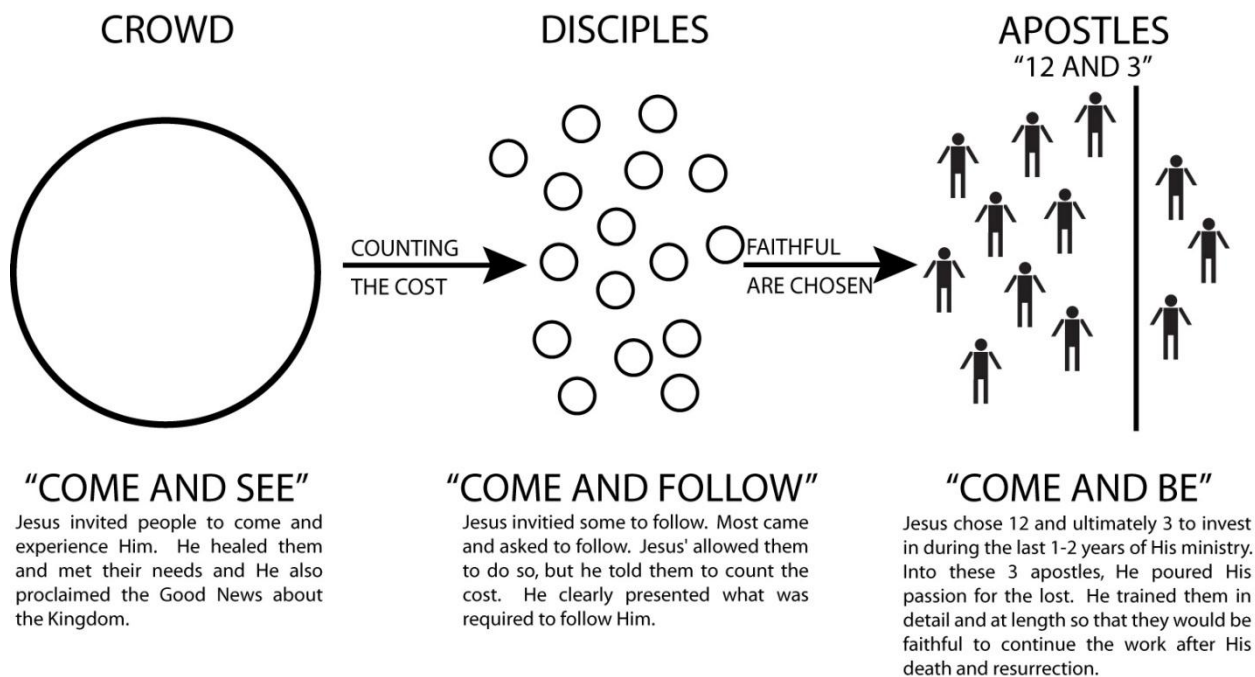 CROWD
DISCIPLES
APOSTLES
"12 AND 3"
COUNTING
THE COST
FAITHFUL
ARE CHOSEN
"COME AND SEE"
Jesus invited people to come and
experience Him. He healed them
and met their needs and He also
proclaimed the Good News about
the Kingdom.
"COME AND FOLLOW"
Jesus invitied some to follow. Most came
and asked to follow. Jesus' allowed them
to do so, but he told them to count the
cost. He clearly presented what was
required to follow Him.
"COME AND BE"
Jesus chose 12 and ultimately 3 to invest
in during the last 1-2 years of His ministry.
Into these 3 apostles, He poured His
passion for the lost. He trained them in
detail and at length so that they would be
faithful to continue the work after His
death and resurrection.